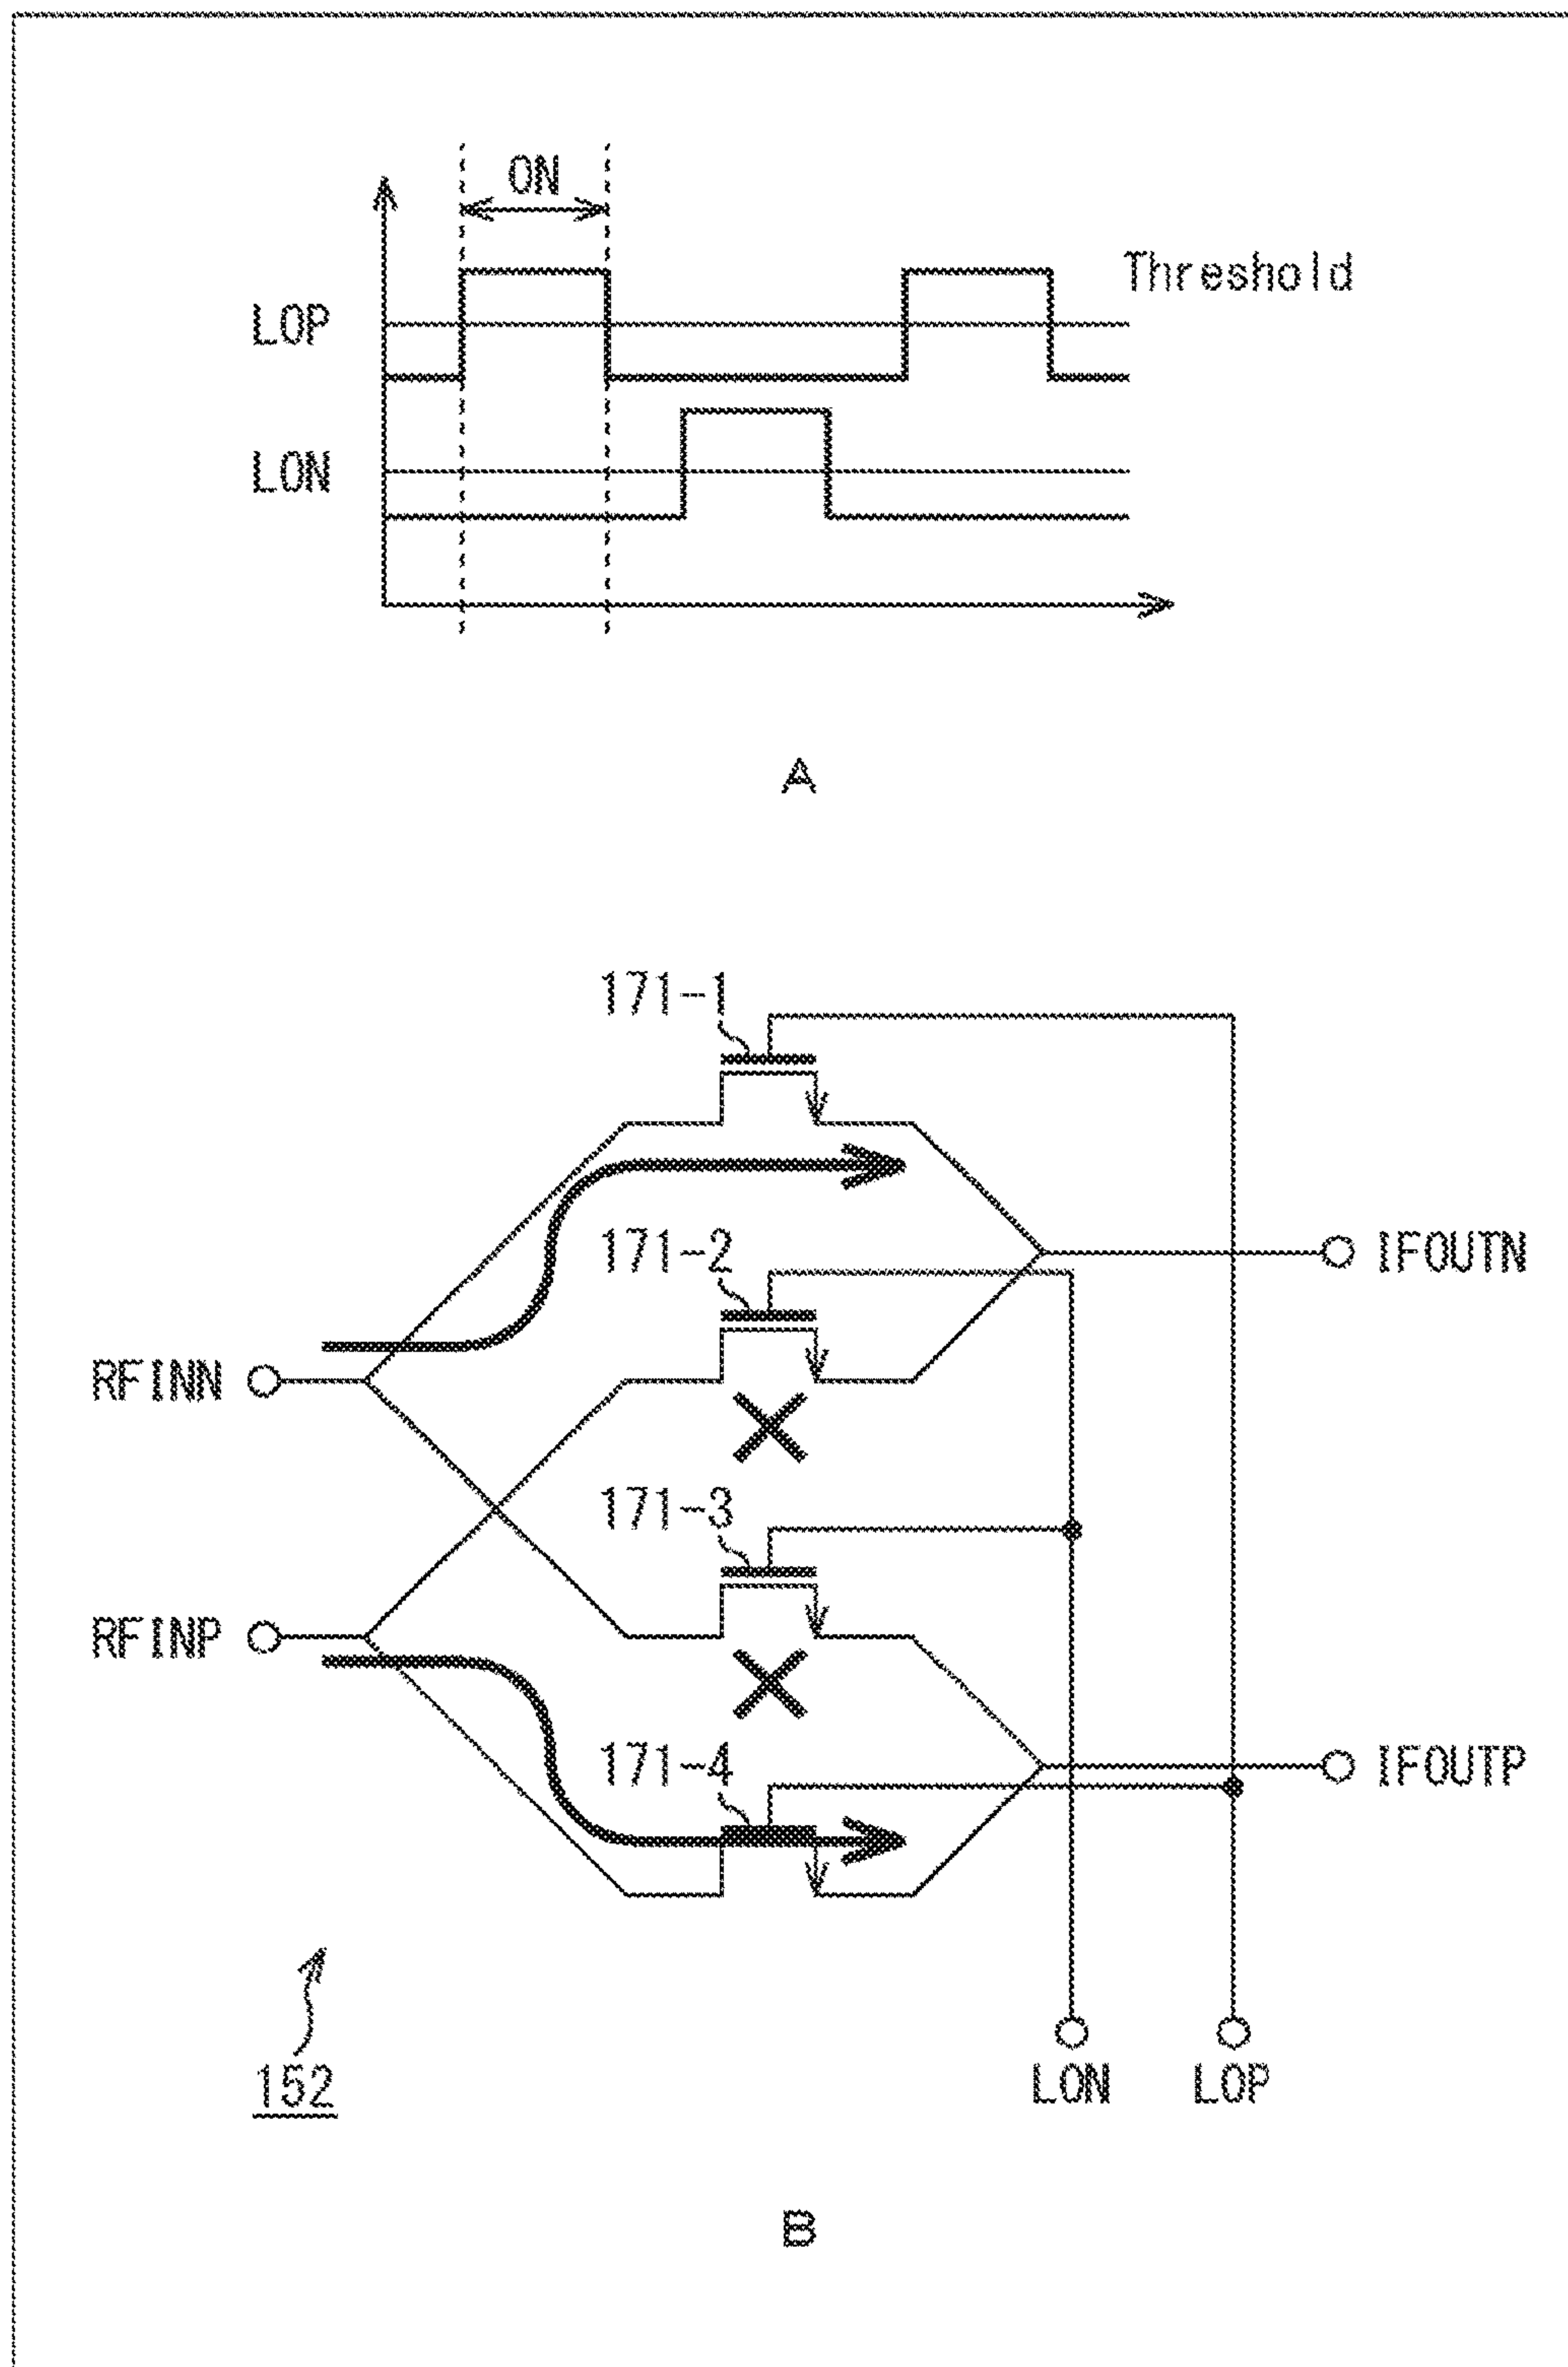 ON
Threshold
LOP
LON
A
171-1
171-2
IFOUTN
RFINN
171-3
RFINP
171-4
IFOUTP
152
LON
LOP
B